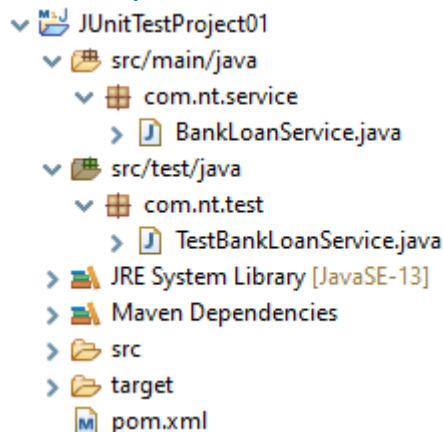 JUnitTestProject01
src/main/java
com.nt.service
BankLoanService.java
src/test/java
com.nt.test
TestBankLoanService.java
JRE System Library [JavaSE-13]
Maven Dependencies
src
target
pom.xml